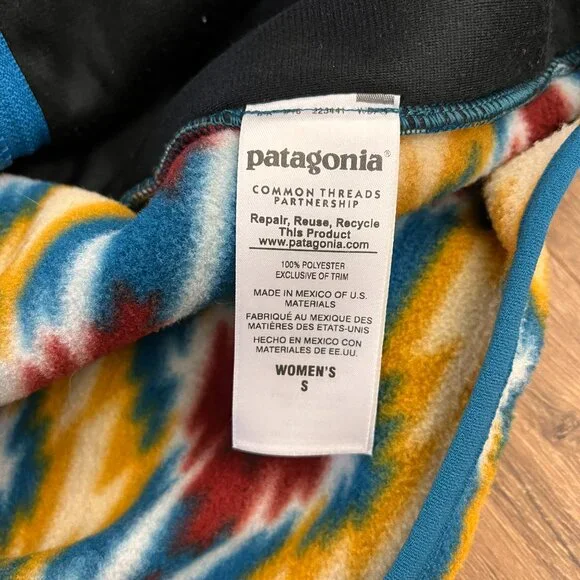 patagonia®
COMMON THREADS
PARTNERSHIP
Repair, Reuse, Recycle
This Product
www.patagonia.com
100% POLYESTER
EXCLUSIVE OF TRIM
MADE IN MEXICO OF U.S.
MATERIALS
FABRIQUÉ AU MEXIQUE DES
MATIÈRES DES ETATS-UNIS
HECHO EN MEXICO CON
MATERIALES DE EE.UU.
WOMEN'S
S